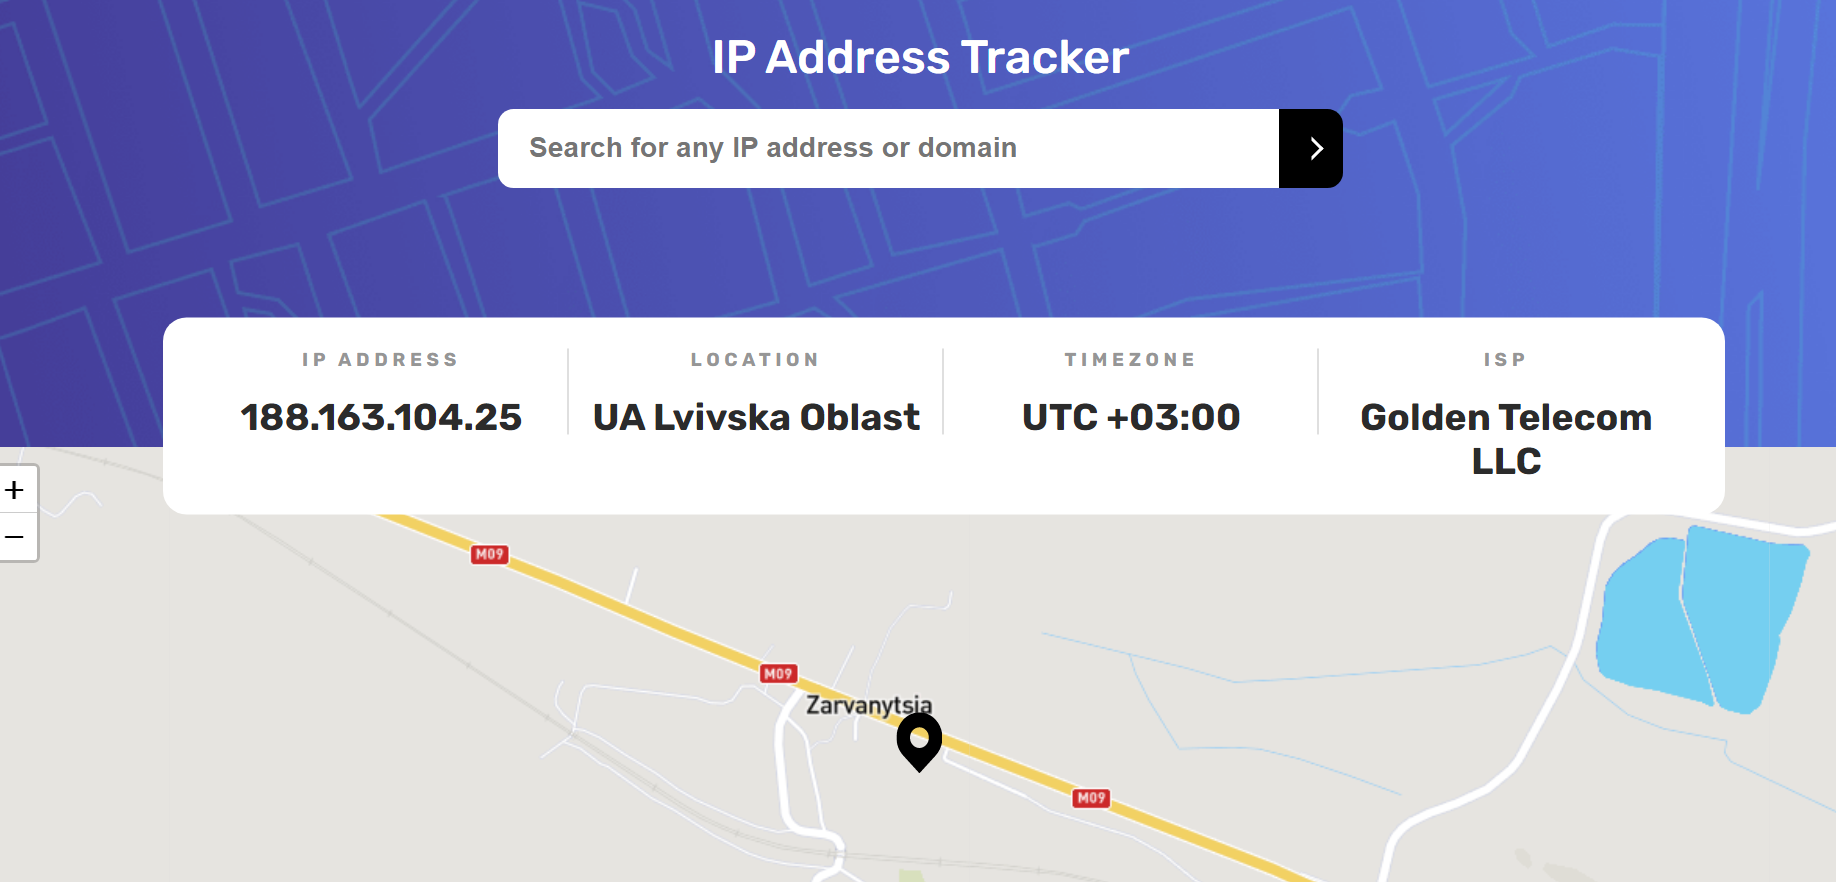 IP Address Tracker
Search for any IP address or domain
IP ADDRESS
188.163.104.25
LOCATION
UA Lvivska Oblast
TIMEZONE
UTC +03:00
ISP
Golden Telecom
LLC
+
−
M09
M09
Zarvanytsia
M09